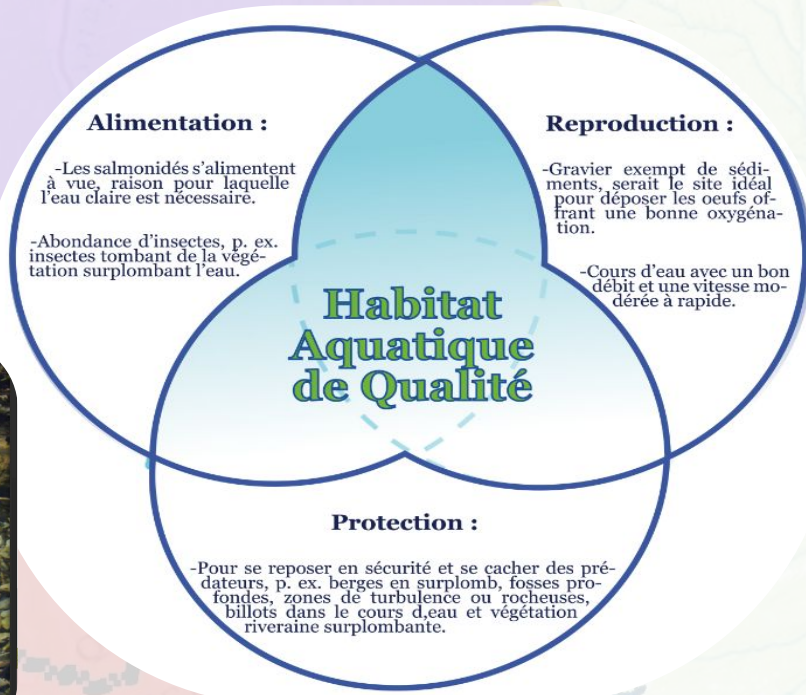 Alimentation :
-Les salmonidés s'alimentent
à vue, raison pour laquelle
l'eau claire est nécessaire.
-Abondance d'insectes, p. ex.
insectes tombant de la végé-
tation surplombant l'eau.
Reproduction :
-Gravier exempt de sédi-
ments, serait le site idéal
pour déposer les oeufs of-
frant une bonne oxygéna-
tion.
-Cours d'eau avec un bon
débit et une vitesse mo-
dérée à rapide.
Habitat
Aquatique
de Qualité
Protection :
-Pour se reposer en sécurité et se cacher des pré-
dateurs, p. ex. berges en surplomb, fosses pro-
fondes, zones de turbulence ou rocheuses,
billots dans le cours d,eau et végétation
riveraine surplombante.